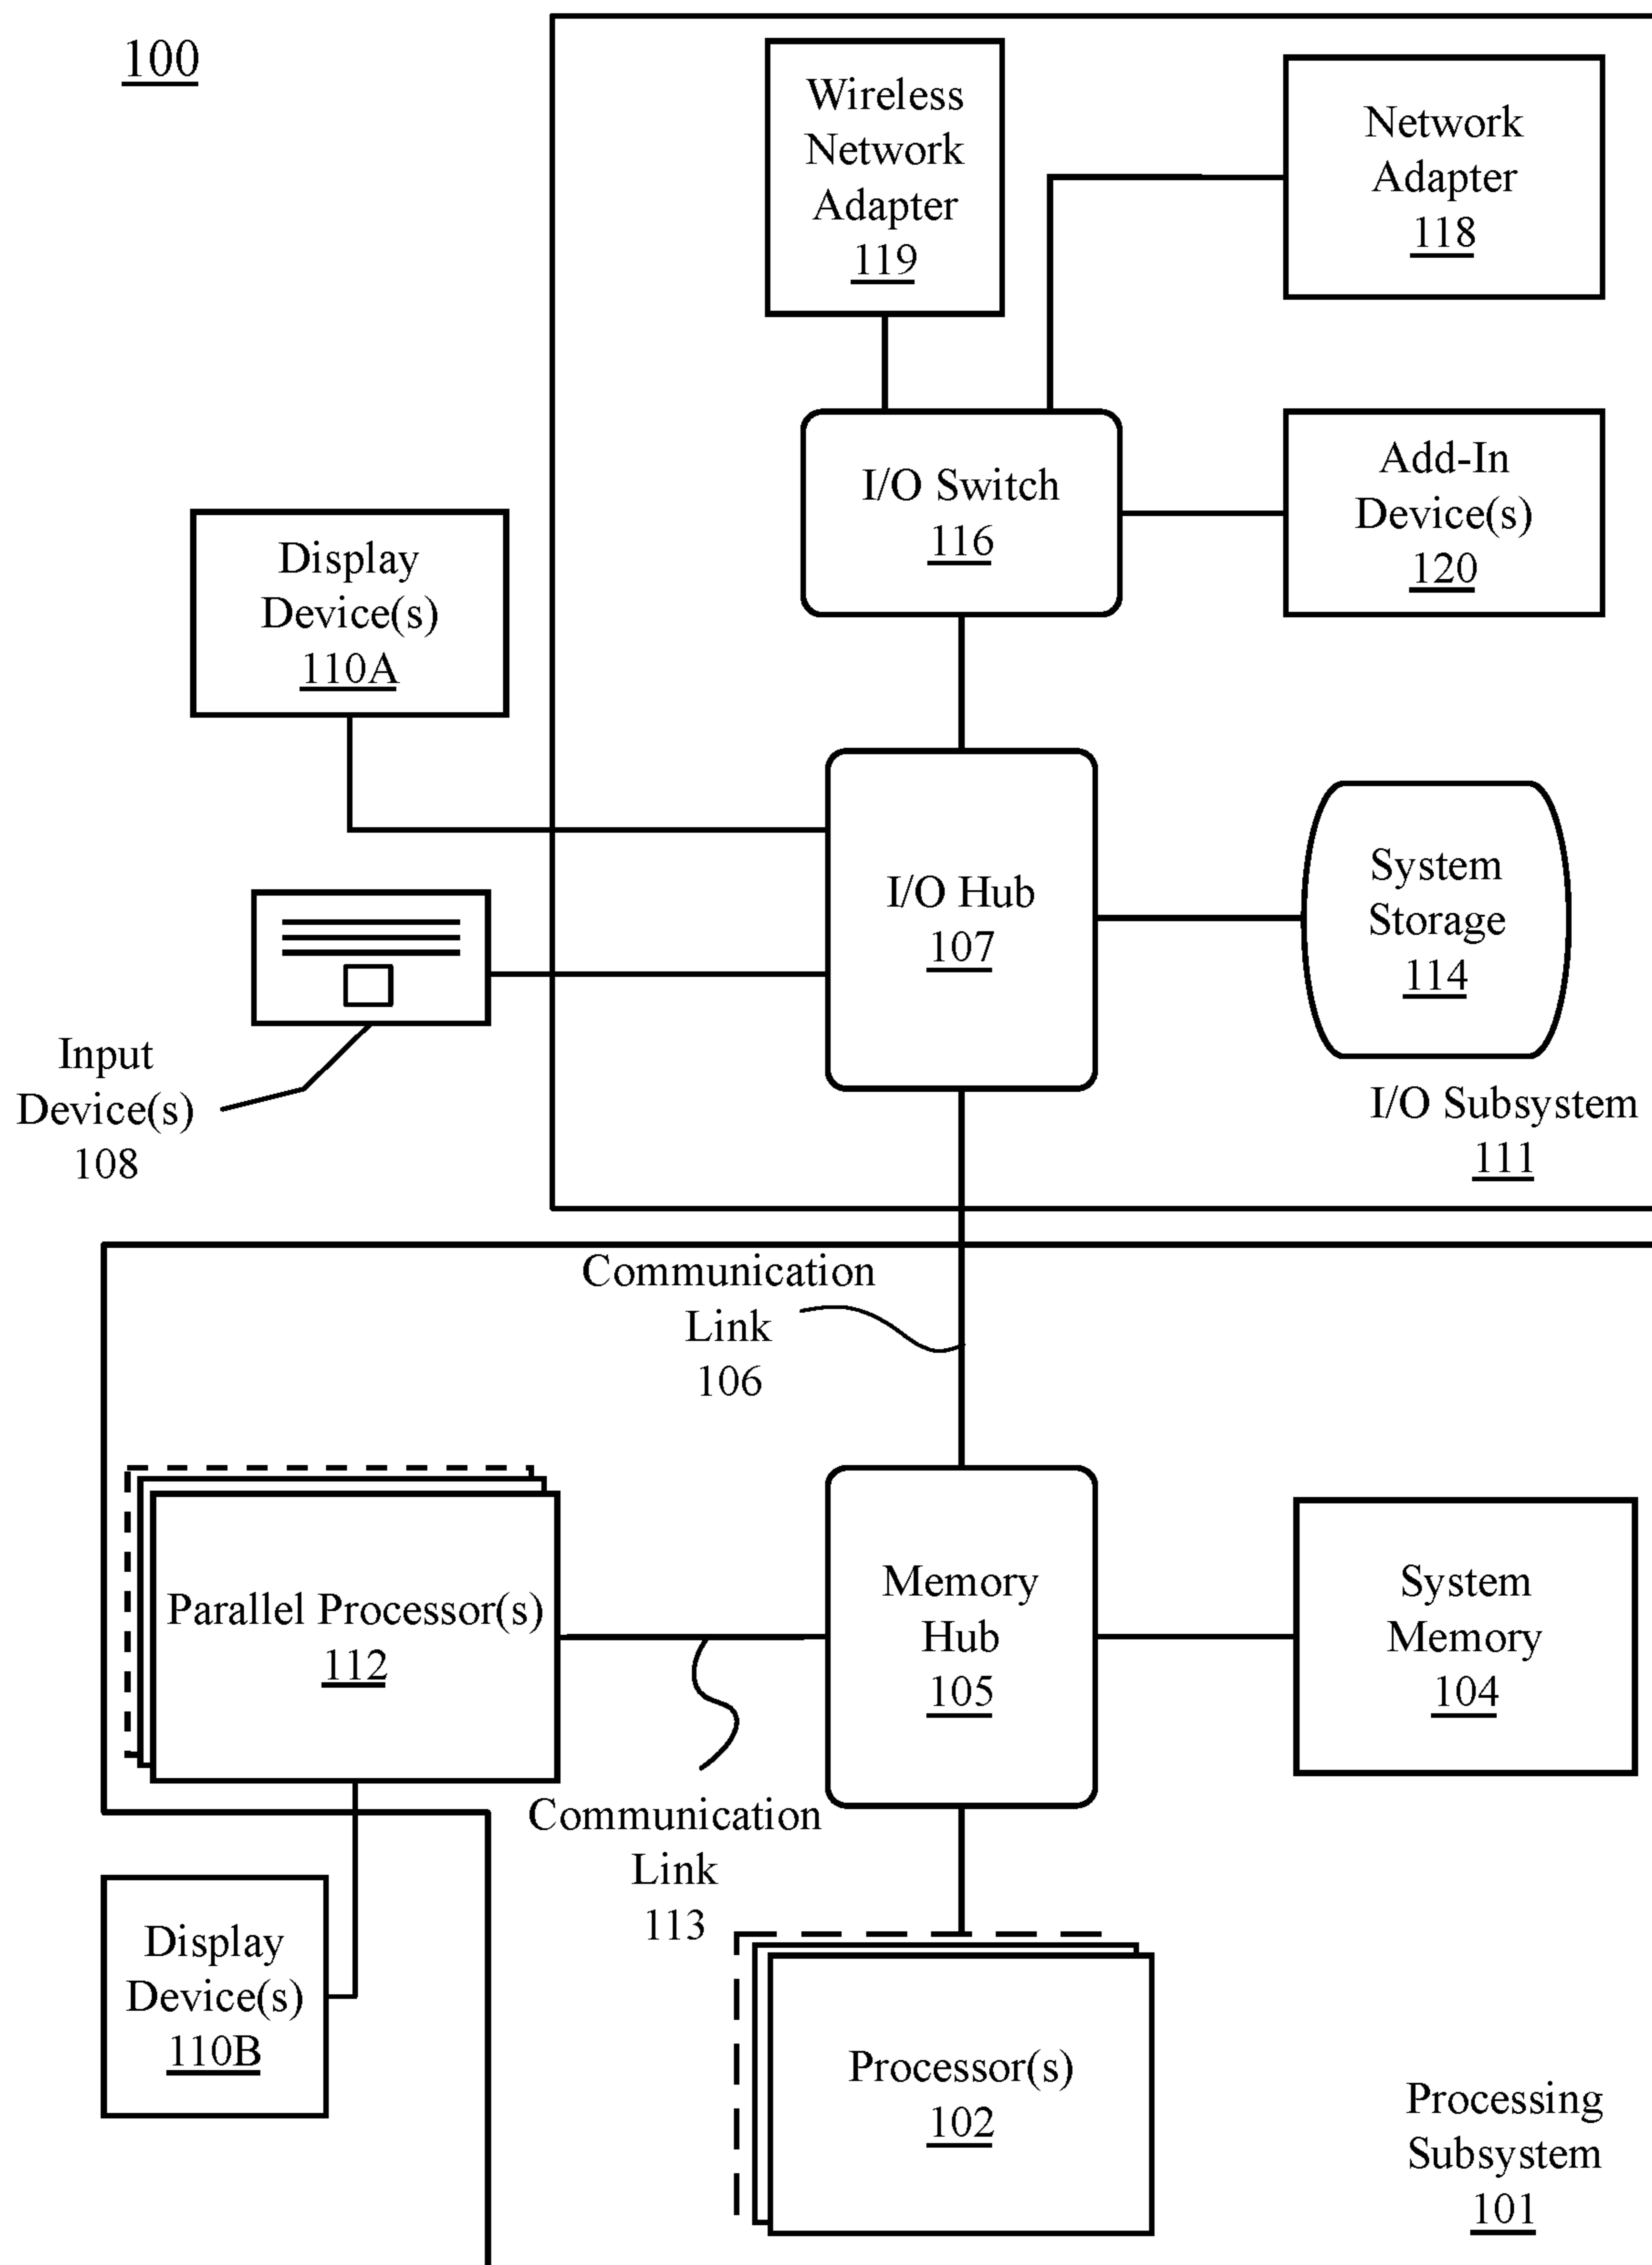 100
Wireless
Network
Adapter
119
Network
Adapter
118
I/O Switch
116
Add-In
Device(s)
120
Display
Device(s)
110A
I/O Hub
107
System
Storage
114
Input
Device(s)
108
I/O Subsystem
111
Communication
Link
106
Parallel Processor(s)
112
Memory
Hub
105
System
Memory
104
Communication
Link
113
Display
Device(s)
110B
Processor(s)
102
Processing
Subsystem
101